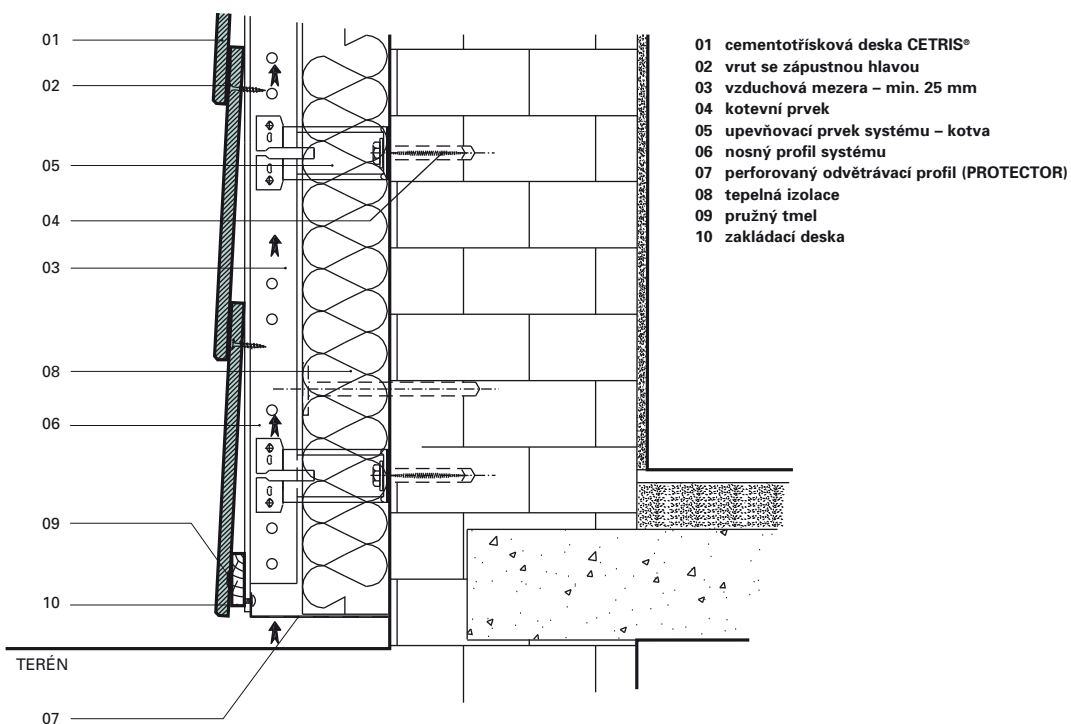 01
02
05
04
03
08
06
09
10
TERÉN
07
01 cementotřísková deska CETRIS®
02 vrut se zápustnou hlavou
03 vzduchová mezera – min. 25 mm
04 kotevní prvek
05 upevňovací prvek systému – kotva
06 nosný profil systému
07 perforovaný odvětrávací profil (PROTECTOR)
08 tepelná izolace
09 pružný tmel
10 zakládací deska